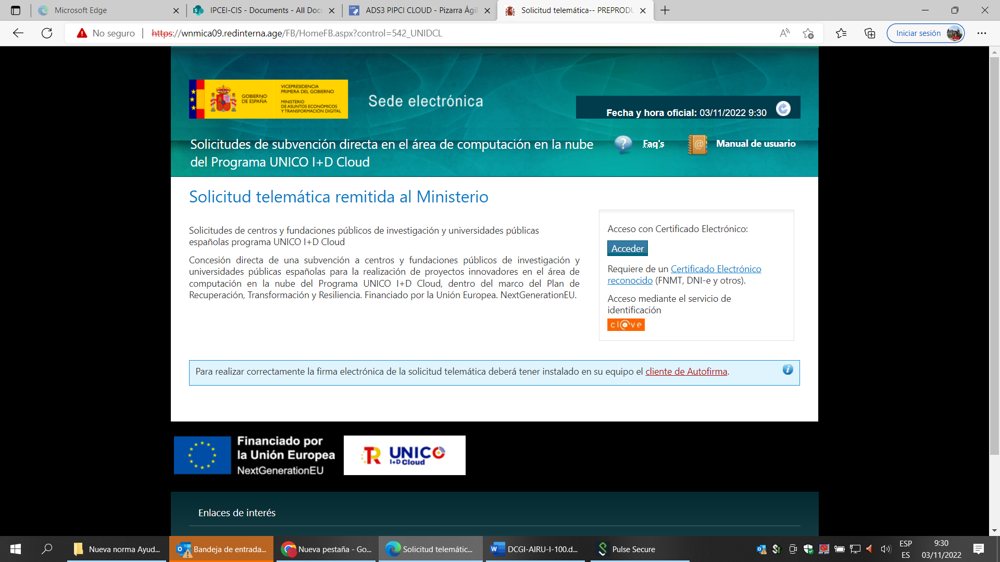 Microsoft Edge
IPCEI-CIS - Documents - All Docu
ADS3 PIPCI CLOUD - Pizarra Ágil
Solicitud telemática-- PREPRODU
No seguro
https://wnmica09.redinterna.age/FB/HomeFB.aspx?control=542_UNIDCL
Iniciar sesión
GOBIERNO
DE ESPAÑA
VICEPRESIDENCIA
PRIMERA DEL GOBIERNO
MINISTERIO
DE ASUNTOS ECONÓMICOS
Y TRANSFORMACIÓN DIGITAL
Sede electrónica
Fecha y hora oficial: 03/11/2022 9:30
Solicitudes de subvención directa en el área de computación en la nube
del Programa UNICO I+D Cloud
Faq's
Manual de usuario
Solicitud telemática remitida al Ministerio
Solicitudes de centros y fundaciones públicos de investigación y universidades públicas
españolas programa UNICO I+D Cloud
Concesión directa de una subvención a centros y fundaciones públicos de investigación y
universidades públicas españolas para la realización de proyectos innovadores en el área de
computación en la nube del Programa UNICO I+D Cloud, dentro del marco del Plan de
Recuperación, Transformación y Resiliencia. Financiado por la Unión Europea. NextGenerationEU.
Acceso con Certificado Electrónico:
Acceder
Requiere de un Certificado Electrónico
reconocido (FNMT, DNI-e y otros).
Acceso mediante el servicio de
identificación
cl@ve
Para realizar correctamente la firma electrónica de la solicitud telemática deberá tener instalado en su equipo el cliente de Autofirma.
Financiado por
la Unión Europea
NextGenerationEU
TR
UNICO
I+D Cloud
Enlaces de interés
Nueva norma Ayud...
Bandeja de entrada...
Nueva pestaña - Go...
Solicitud telemátic...
DCGI-AIRU-I-100.d...
Pulse Secure
ESP
ES
9:30
03/11/2022